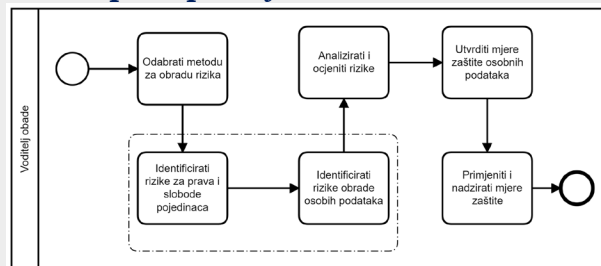 Voditelj obade
Odabrati metodu
za obradu rizika
Identificirati
rizike za prava i
slobode
pojedinaca
Identificirati
rizike obrade
osobih podataka
Analizirati i
ocjeniti rizike
Utvrditi mjere
zaštite osobnih
podataka
Primjeniti i
nadzirati mjere
zaštite